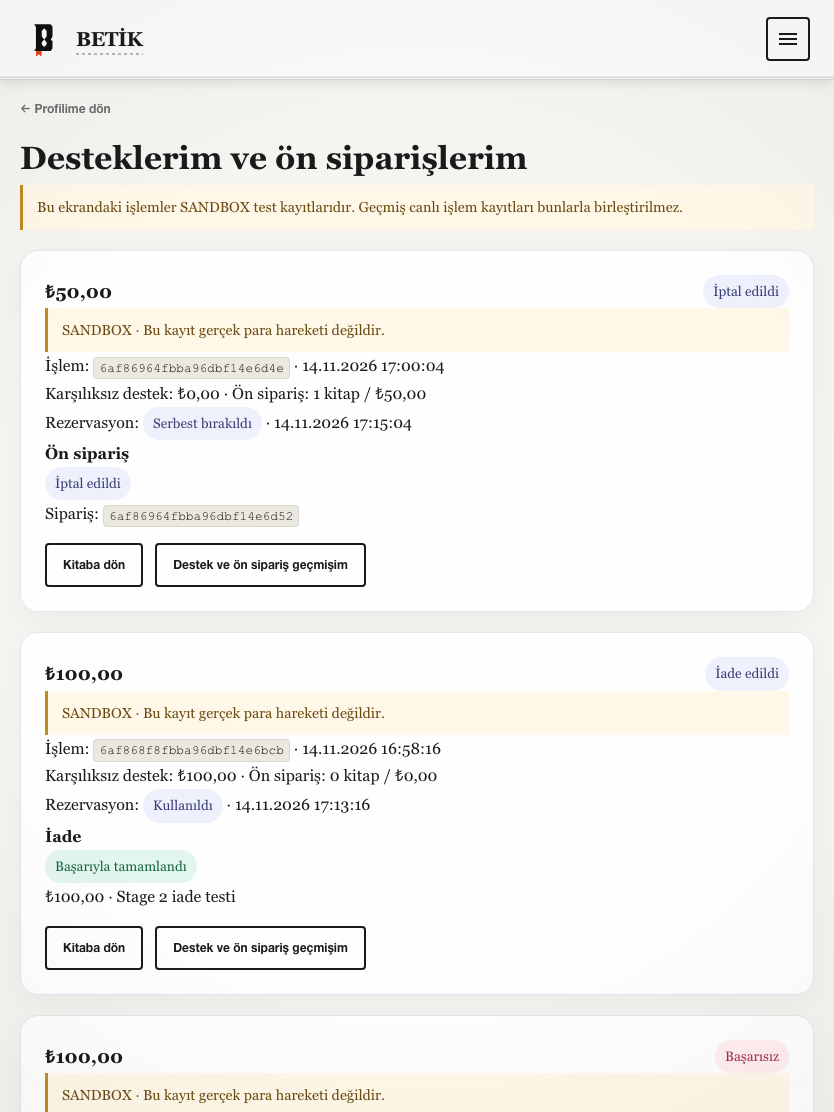 BETİK
← Profilime dön
Desteklerim ve ön siparişlerim
Bu ekrandaki işlemler SANDBOX test kayıtlarıdır. Geçmiş canlı işlem kayıtları bunlarla birleştirilmez.
₺50,00 İptal edildi
SANDBOX · Bu kayıt gerçek para hareketi değildir.
İşlem: 6af86964fbba96dbf14e6d4e · 14.11.2026 17:00:04
Karşılıksız destek: ₺0,00 · Ön sipariş: 1 kitap / ₺50,00
Rezervasyon: Serbest bırakıldı · 14.11.2026 17:15:04
Ön sipariş
İptal edildi
Sipariş: 6af86964fbba96dbf14e6d52
Kitaba dön Destek ve ön sipariş geçmişim
₺100,00 İade edildi
SANDBOX · Bu kayıt gerçek para hareketi değildir.
İşlem: 6af868f8fbba96dbf14e6bcb · 14.11.2026 16:58:16
Karşılıksız destek: ₺100,00 · Ön sipariş: 0 kitap / ₺0,00
Rezervasyon: Kullanıldı · 14.11.2026 17:13:16
İade
Başarıyla tamamlandı
₺100,00 · Stage 2 iade testi
Kitaba dön Destek ve ön sipariş geçmişim
₺100,00 Başarısız
SANDBOX · Bu kayıt gerçek para hareketi değildir.